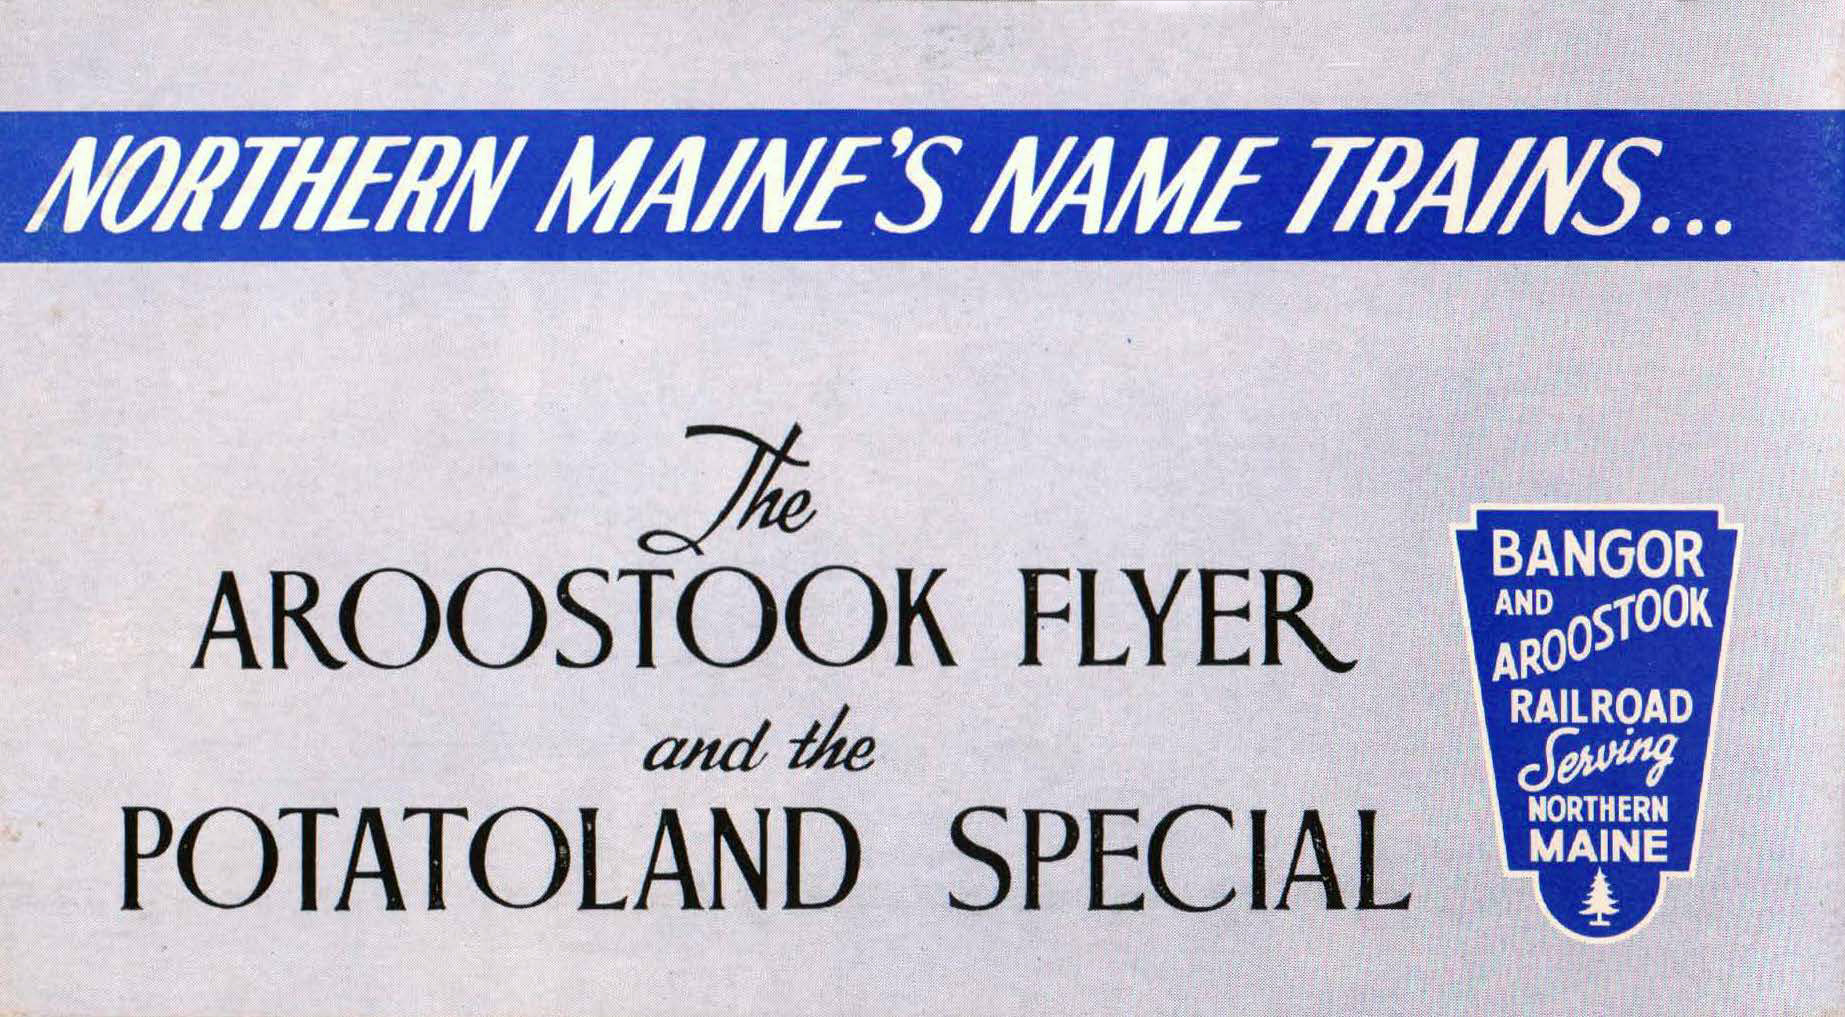 NORTHERN MAINE'S NAME TRAINS...
The
AROOSTOOK FLYER
and the
POTATOLAND SPECIAL
BANGOR
AND
AROOSTOOK
RAILROAD
Serving
NORTHERN
MAINE